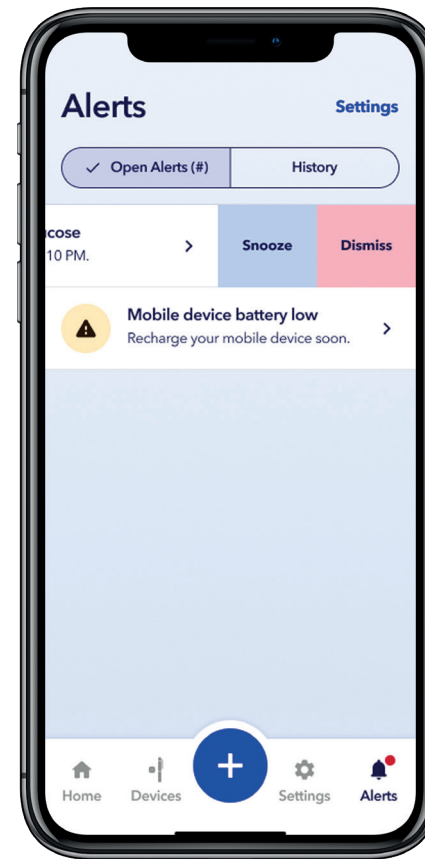 Alerts
Settings
Open Alerts (#)
History
cose
10 PM.
Snooze
Dismiss
Mobile device battery low
Recharge your mobile device soon.
Home
Devices
Settings
Alerts